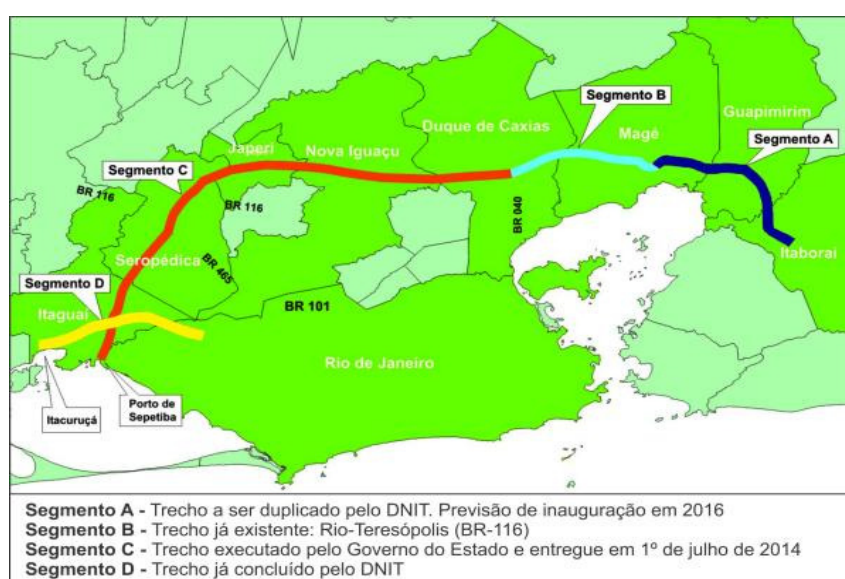 Segmento B
Guapimirim
Duque de Caxias
Magé
Segmento A
Japeri
Nova Iguaçu
Segmento C
BR 116
BR 116
BR 040
Itaboraí
Seropédica
BR 465
Segmento D
BR 101
Itaguaí
Rio de Janeiro
Itacuruçá
Porto de
Sepetiba
Segmento A - Trecho a ser duplicado pelo DNIT. Previsão de inauguração em 2016
Segmento B - Trecho já existente: Rio-Teresópolis (BR-116)
Segmento C - Trecho executado pelo Governo do Estado e entregue em 1º de julho de 2014
Segmento D - Trecho já concluído pelo DNIT